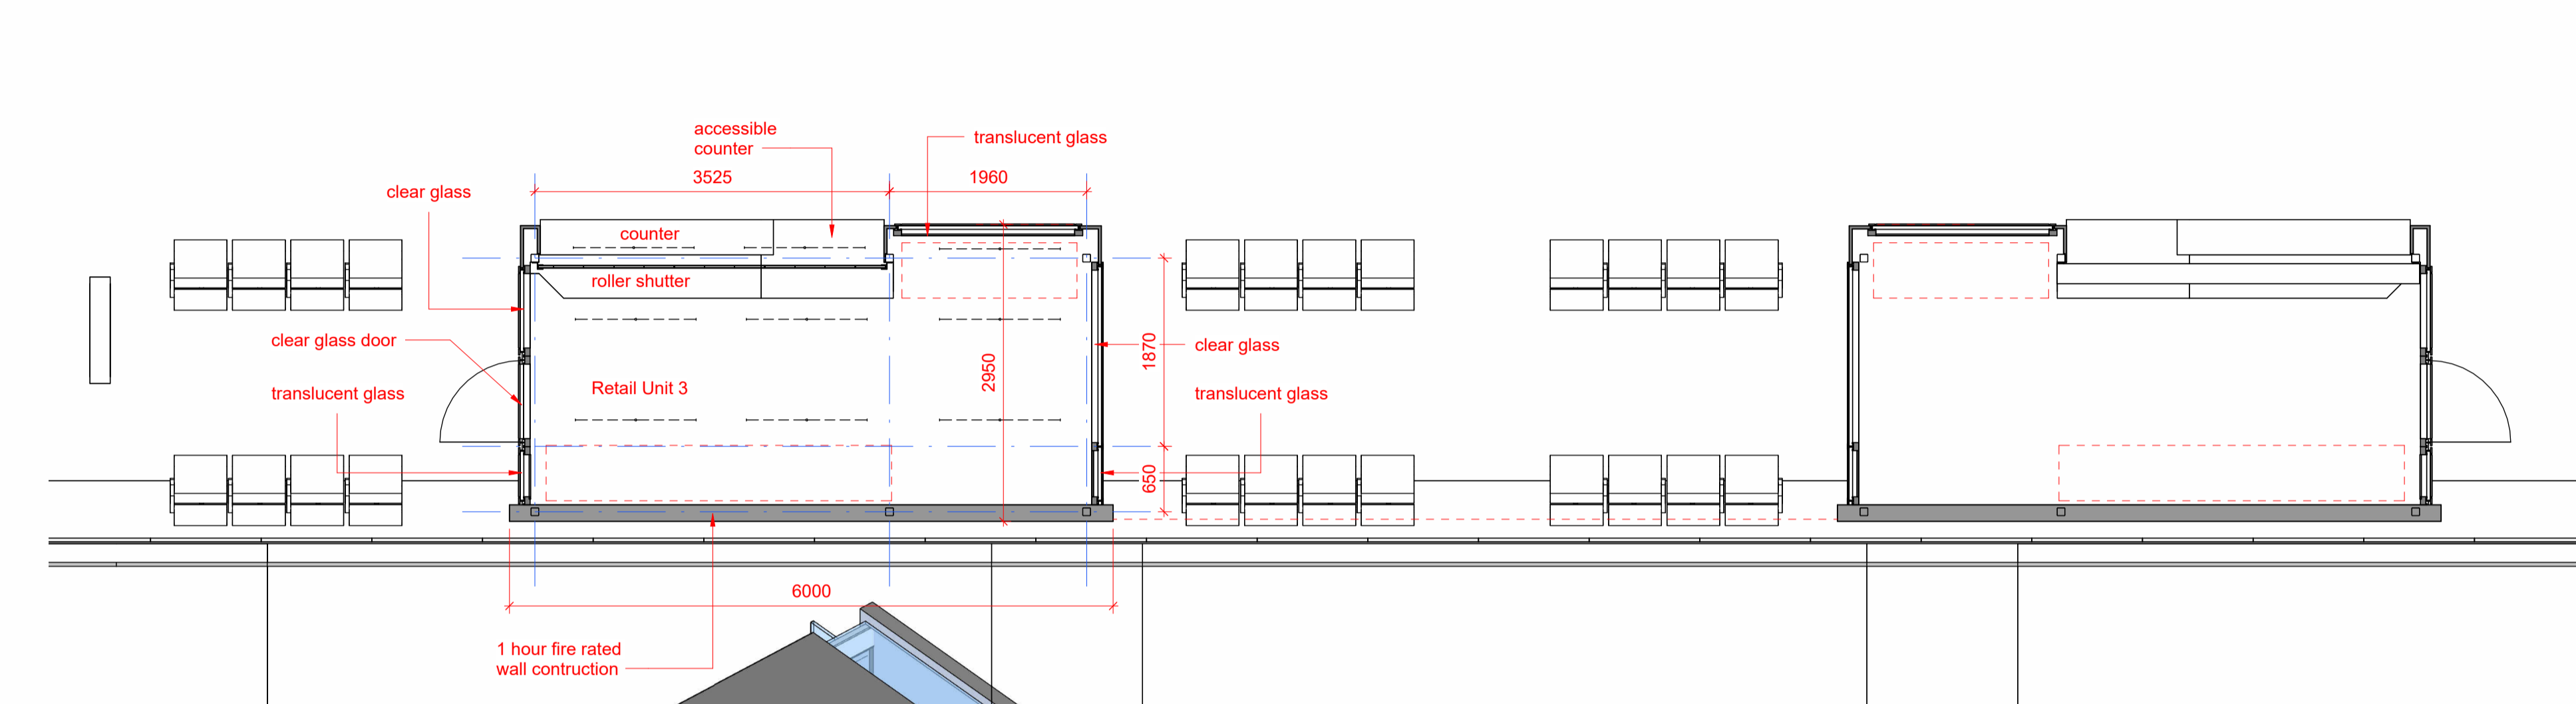 accessible
counter
translucent glass
3525
1960
clear glass
counter
roller shutter
clear glass door
1870
clear glass
2950
Retail Unit 3
translucent glass
translucent glass
650
6000
1 hour fire rated
wall contruction